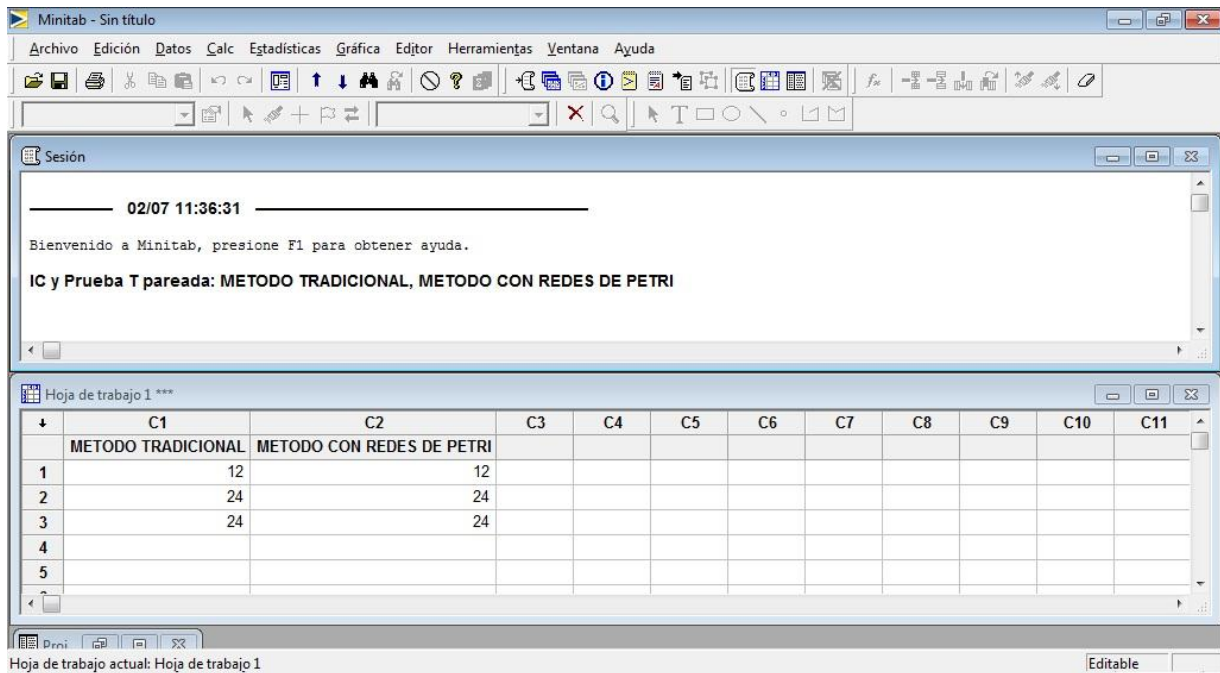 Minitab - Sin título
Archivo Edición Datos Calc Estadísticas Gráfica Editor Herramientas Ventana Ayuda
Sesión
02/07 11:36:31
Bienvenido a Minitab, presione F1 para obtener ayuda.
IC y Prueba T pareada: METODO TRADICIONAL, METODO CON REDES DE PETRI
Hoja de trabajo 1 ***
C1 C2 C3 C4 C5 C6 C7 C8 C9 C10 C11
METODO TRADICIONAL METODO CON REDES DE PETRI
1 12 12
2 24 24
3 24 24
4
5
Proj...
Hoja de trabajo actual: Hoja de trabajo 1 Editable